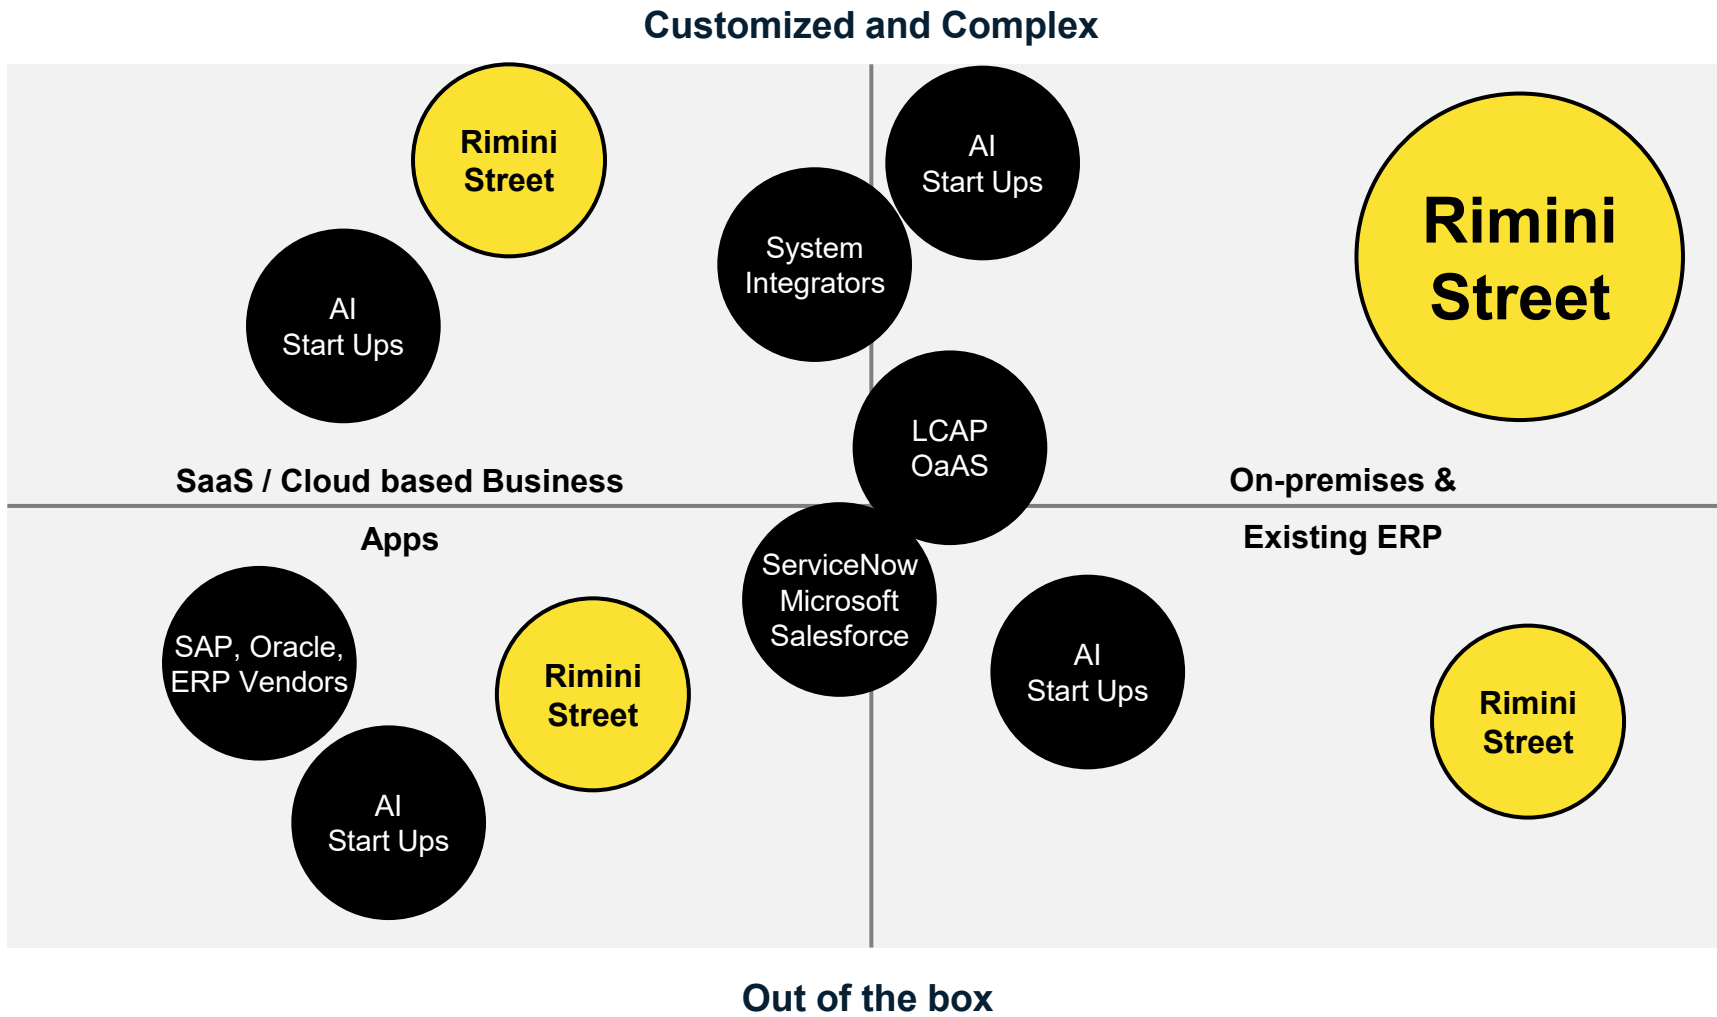 Customized and Complex
Rimini
Street
AI
Start Ups
System
Integrators
AI
Start Ups
Rimini
Street
LCAP
OaAS
SaaS / Cloud based Business
Apps
On-premises &
Existing ERP
ServiceNow
Microsoft
Salesforce
SAP, Oracle,
ERP Vendors
Rimini
Street
AI
Start Ups
AI
Start Ups
Rimini
Street
Out of the box